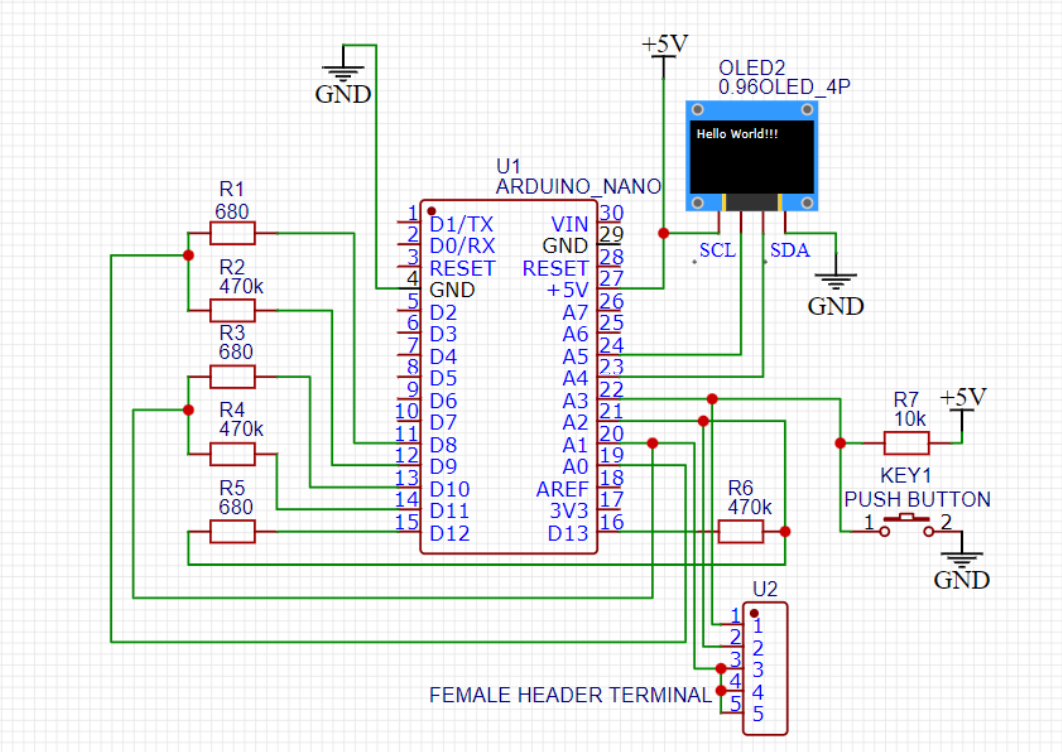 +5V
GND
OLED2
0.96OLED_4P
Hello World!!!
SCL
SDA
GND
U1
ARDUINO_NANO
1 D1/TX VIN 30
2 D0/RX GND 29
3 RESET RESET 28
4 GND +5V 27
5 D2 A7 26
6 D3 A6 25
7 D4 A5 24
8 D5 A4 23
9 D6 A3 22
10 D7 A2 21
11 D8 A1 20
12 D9 A0 19
13 D10 AREF 18
14 D11 3V3 17
15 D12 D13 16
R1
680
R2
470k
R3
680
R4
470k
R5
680
R6
470k
R7
10k
+5V
KEY1
PUSH BUTTON
1 2
GND
U2
1 1
2 2
3 3
4 4
5 5
FEMALE HEADER TERMINAL